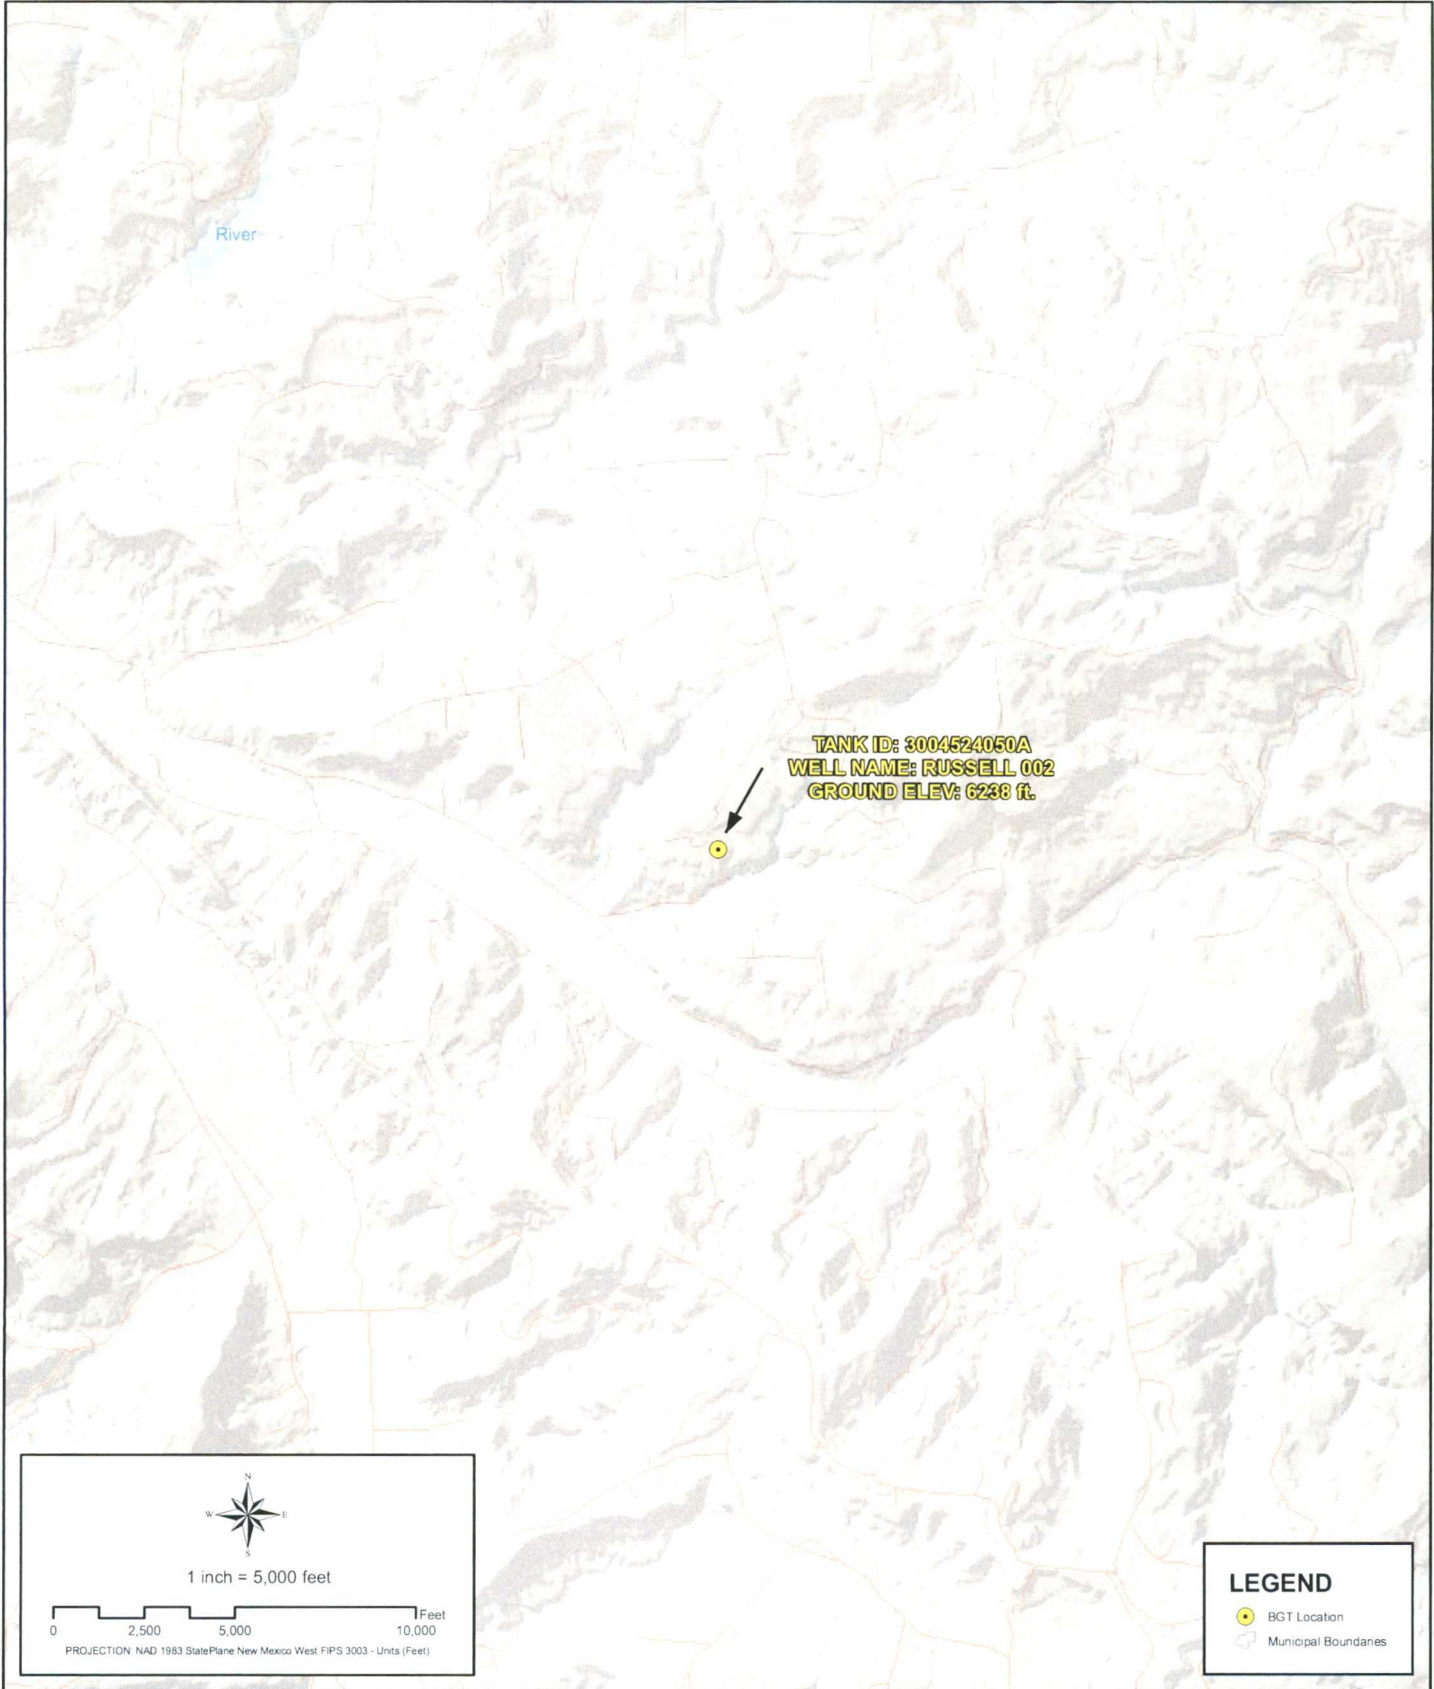 River
TANK ID: 3004524050A
WELL NAME: RUSSELL 002
GROUND ELEV: 6238 ft.
N
W E
S
1 inch = 5,000 feet
Feet
0 2,500 5,000 10,000
PROJECTION: NAD 1983 StatePlane New Mexico West FIPS 3003 - Units (Feet)
LEGEND
BGT Location
Municipal Boundaries